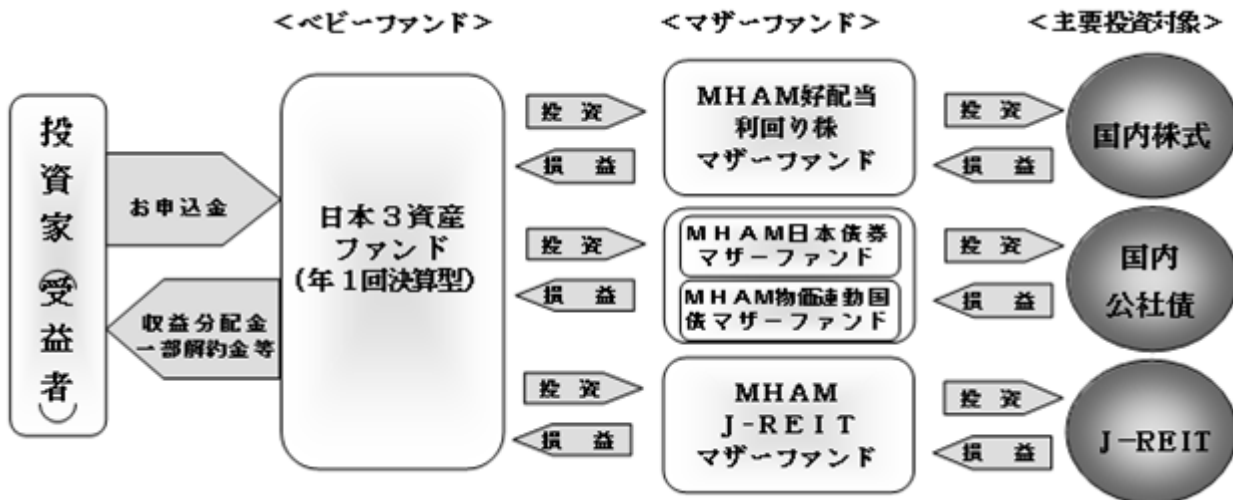 ＜ベビーファンド＞
＜マザーファンド＞
＜主要投資対象＞
投資家（受益者）
お申込金
収益分配金
一部解約金等
日本３資産
ファンド
(年１回決算型)
投 資
損 益
MHAM好配当
利回り株
マザーファンド
投 資
損 益
国内株式
投 資
損 益
MHAM日本債券
マザーファンド
MHAM物価連動国
債マザーファンド
投 資
損 益
国内
公社債
投 資
損 益
MHAM
J-REIT
マザーファンド
投 資
損 益
J-REIT